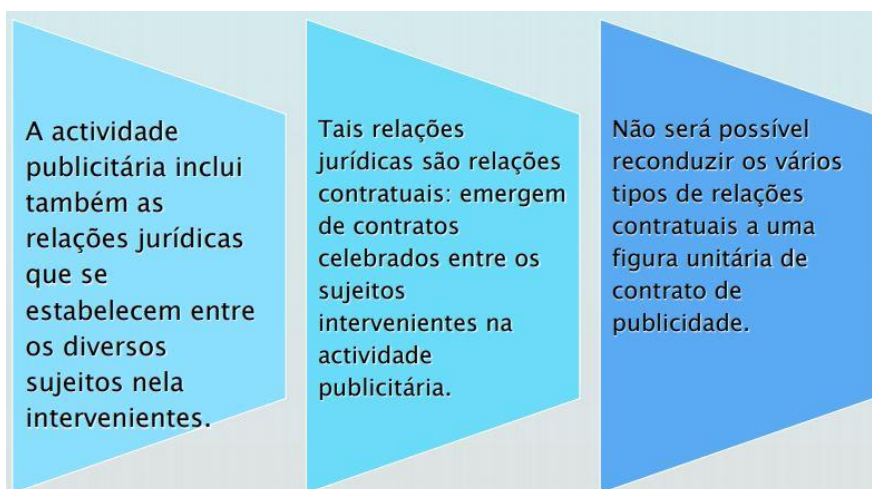 A actividade
publicitária inclui
também as
relações jurídicas
que se
estabelecem entre
os diversos
sujeitos nela
intervenientes.
Tais relações
jurídicas são relações
contratuais: emergem
de contratos
celebrados entre os
sujeitos
intervenientes na
actividade
publicitária.
Não será possível
reconduzir os vários
tipos de relações
contratuais a uma
figura unitária de
contrato de
publicidade.